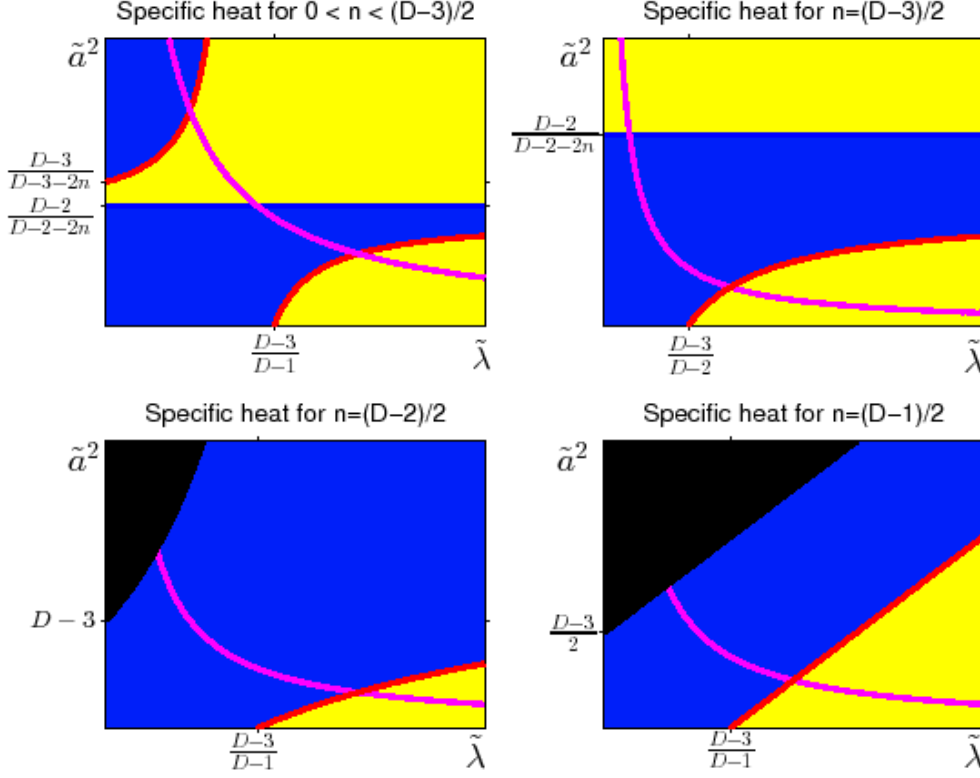 Specific heat for 0 < n < (D−3)/2
ã²
D−3
D−3−2n
D−2
D−2−2n
D−3
D−1
λ̃
Specific heat for n=(D−3)/2
ã²
D−2
D−2−2n
D−3
D−2
λ̃
Specific heat for n=(D−2)/2
ã²
D − 3
D−3
D−1
λ̃
Specific heat for n=(D−1)/2
ã²
D−3
2
D−3
D−1
λ̃